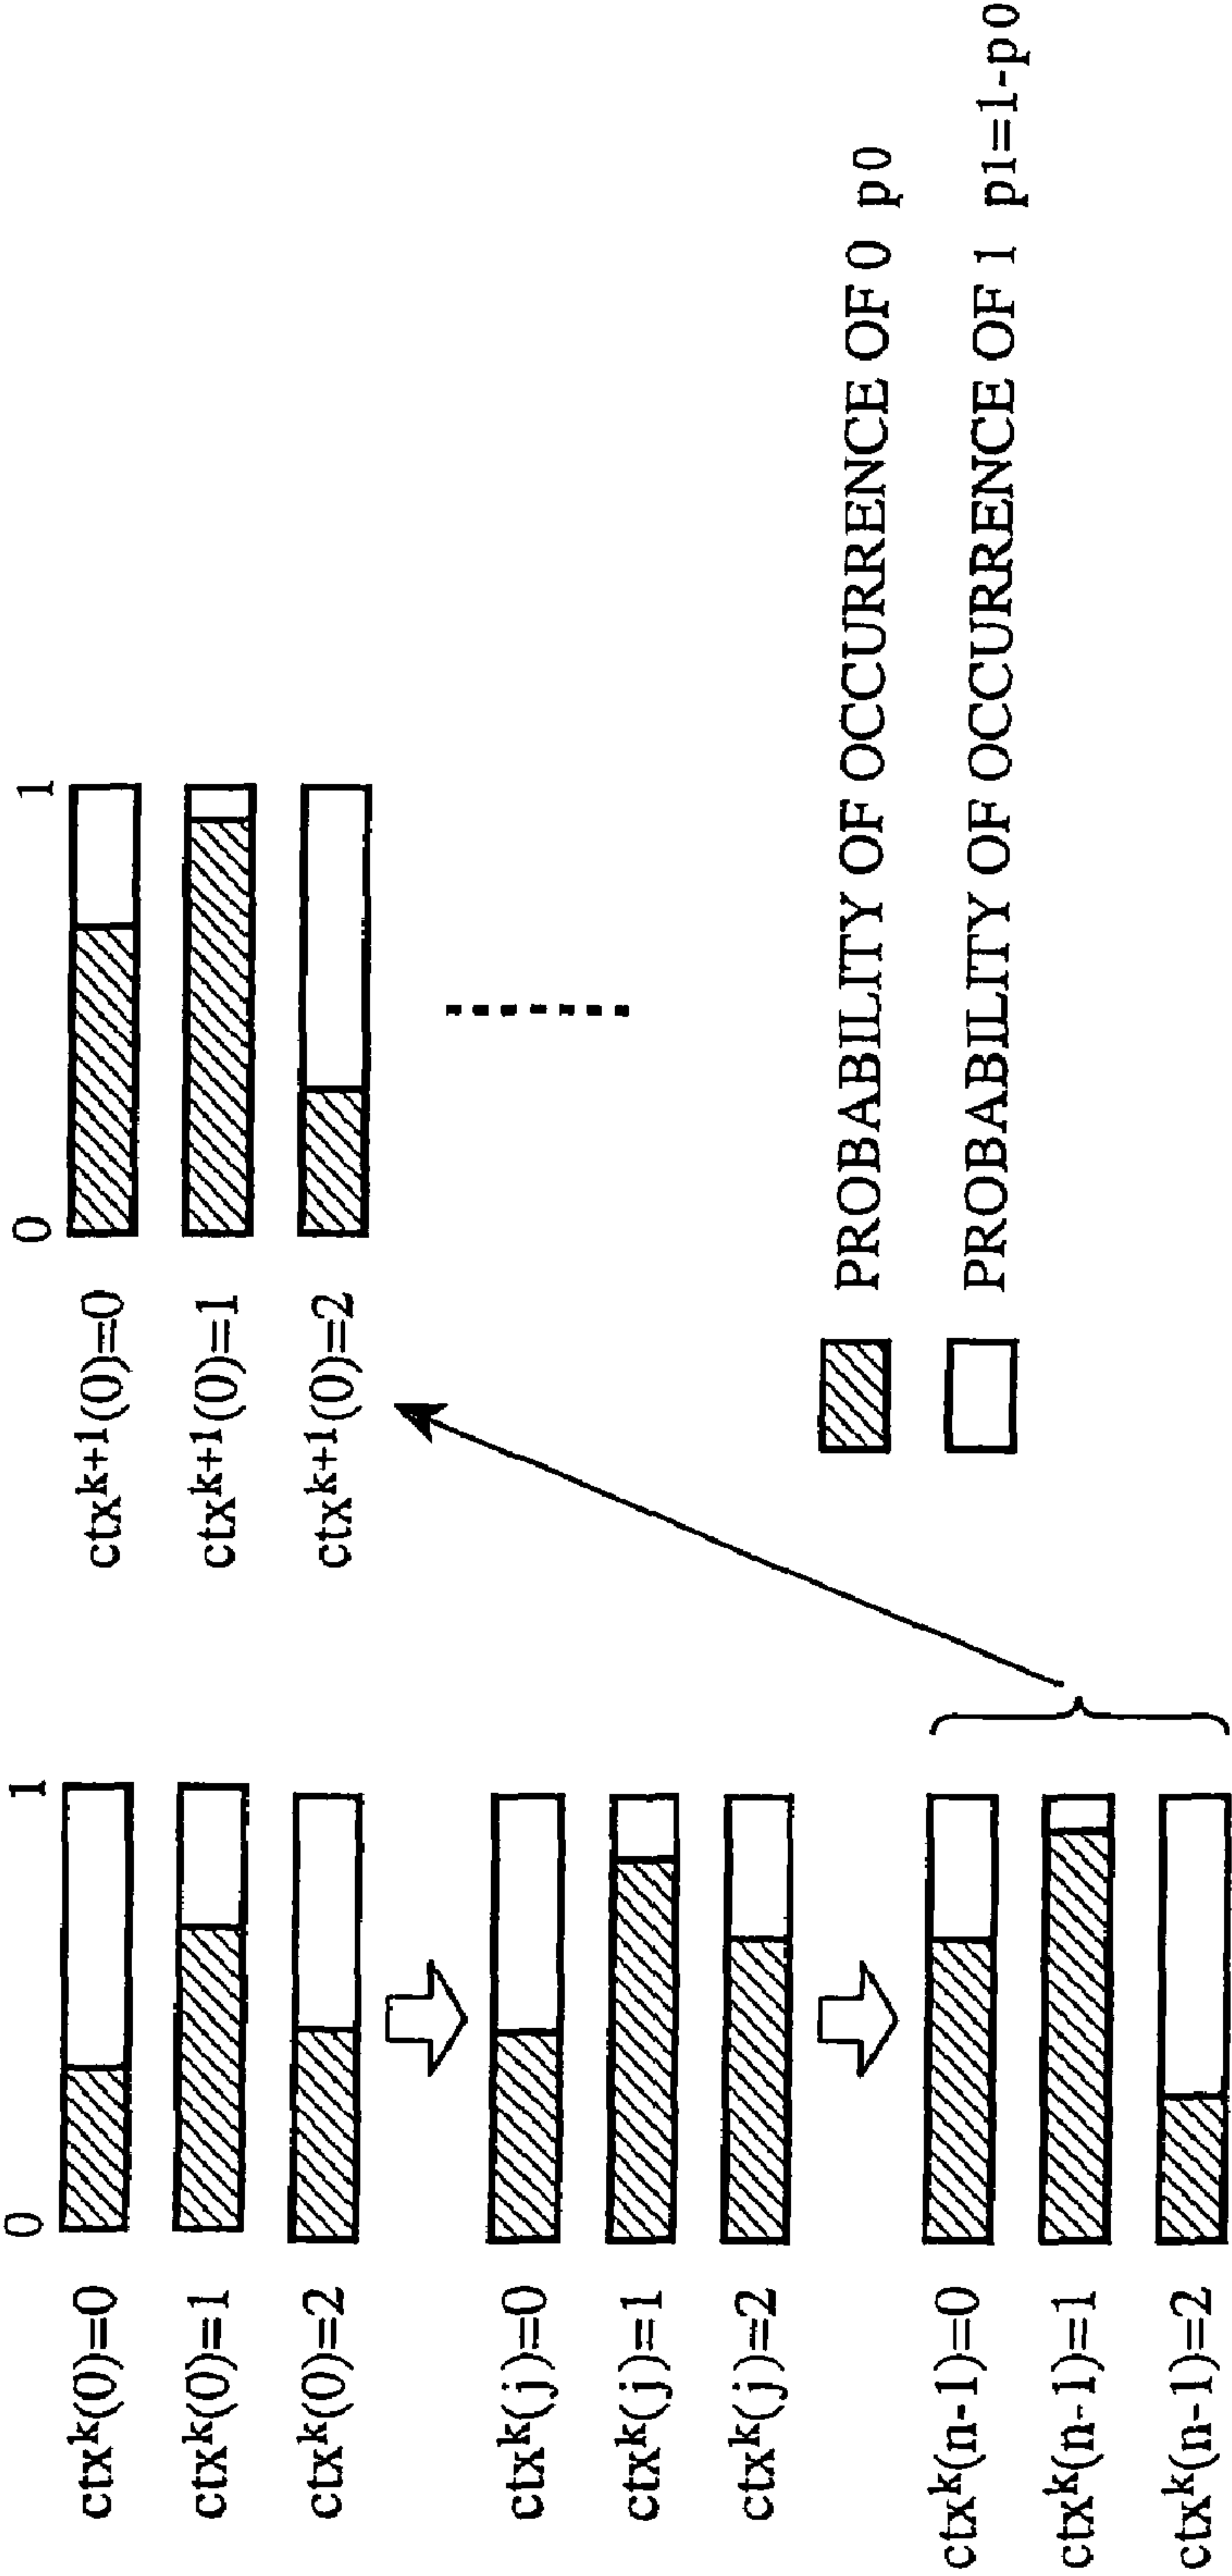 0 1
ctx^k(0)=0
ctx^k(0)=1
ctx^k(0)=2
ctx^k(j)=0
ctx^k(j)=1
ctx^k(j)=2
ctx^k(n-1)=0
ctx^k(n-1)=1
ctx^k(n-1)=2
0 1
ctx^k+1(0)=0
ctx^k+1(0)=1
ctx^k+1(0)=2
PROBABILITY OF OCCURRENCE OF 0 p0
PROBABILITY OF OCCURRENCE OF 1 p1=1-p0